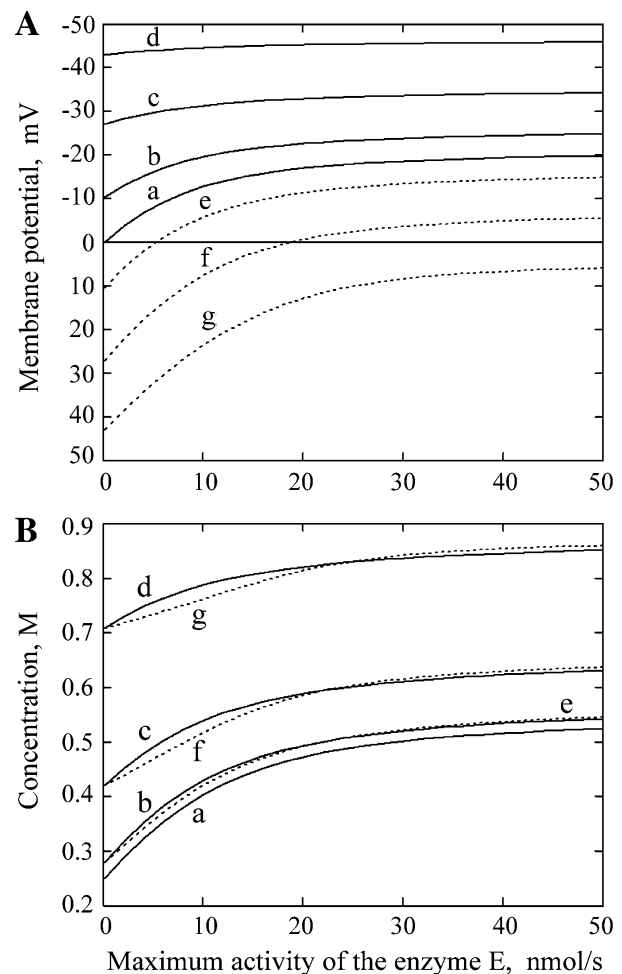 A
Membrane potential, mV
-50
-40
-30
-20
-10
0
10
20
30
40
50
d
c
b
a
e
f
g
0 10 20 30 40 50
B
Concentration, M
0.9
0.8
0.7
0.6
0.5
0.4
0.3
0.2
d
g
c
f
e
b
a
0 10 20 30 40 50
Maximum activity of the enzyme E, nmol/s